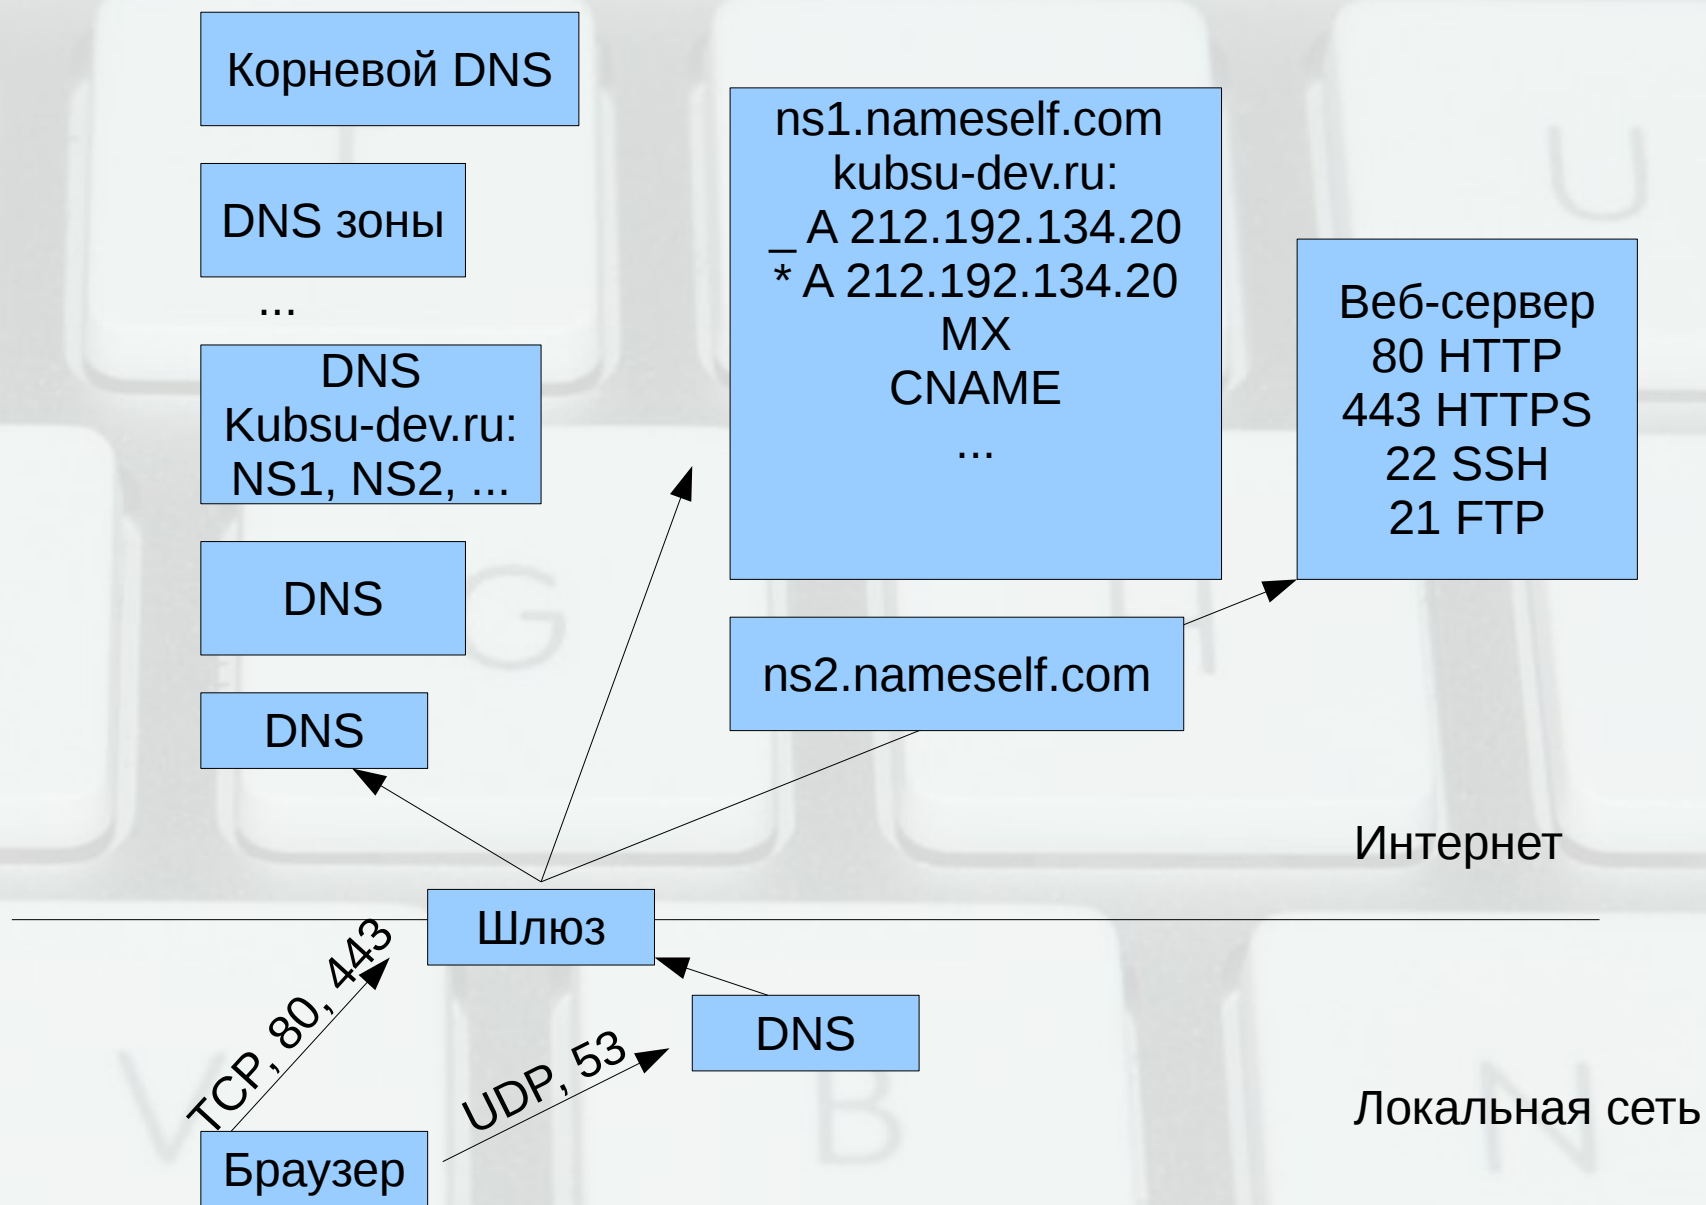 Корневой DNS
DNS зоны
...
DNS
Kubsu-dev.ru:
NS1, NS2, ...
DNS
DNS
ns1.nameself.com
kubsu-dev.ru:
_ A 212.192.134.20
* A 212.192.134.20
MX
CNAME
...
ns2.nameself.com
Веб-сервер
80 HTTP
443 HTTPS
22 SSH
21 FTP
Интернет
Шлюз
TCP, 80, 443
UDP, 53
DNS
Локальная сеть
Браузер
U
G
H
V
B
N